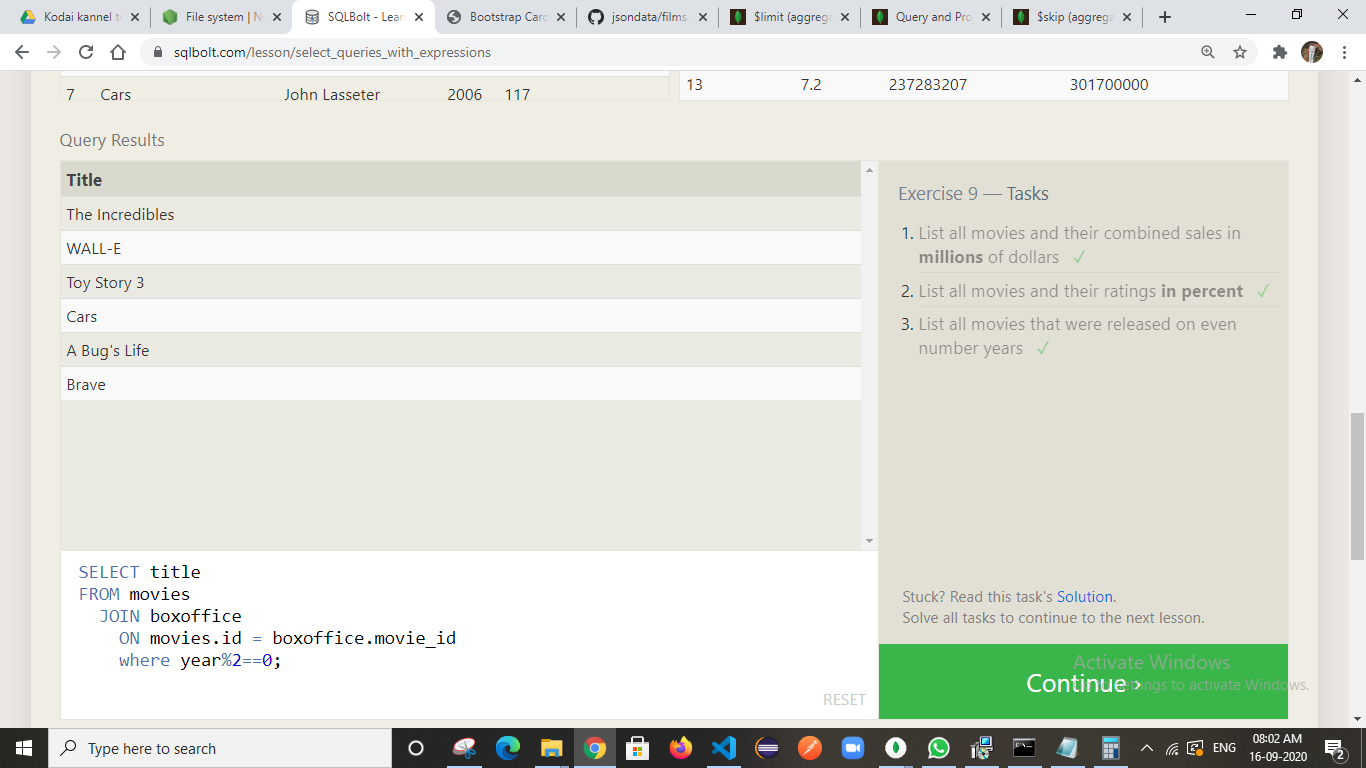 Kodai kannel t
File system | N
SQLBolt - Lear
Bootstrap Card
jsondata/films.
$limit (aggrega
Query and Pro
$skip (aggrega
sqlbolt.com/lesson/select_queries_with_expressions
7 Cars John Lasseter 2006 117
13 7.2 237283207 301700000
Query Results
Title
The Incredibles
WALL-E
Toy Story 3
Cars
A Bug's Life
Brave
Exercise 9 — Tasks
1. List all movies and their combined sales in
millions of dollars ✓
2. List all movies and their ratings in percent ✓
3. List all movies that were released on even
number years ✓
SELECT title
FROM movies
JOIN boxoffice
ON movies.id = boxoffice.movie_id
where year%2==0;
RESET
Stuck? Read this task's Solution.
Solve all tasks to continue to the next lesson.
Continue ›
Activate Windows
settings to activate Windows.
Type here to search
ENG
08:02 AM
16-09-2020
2